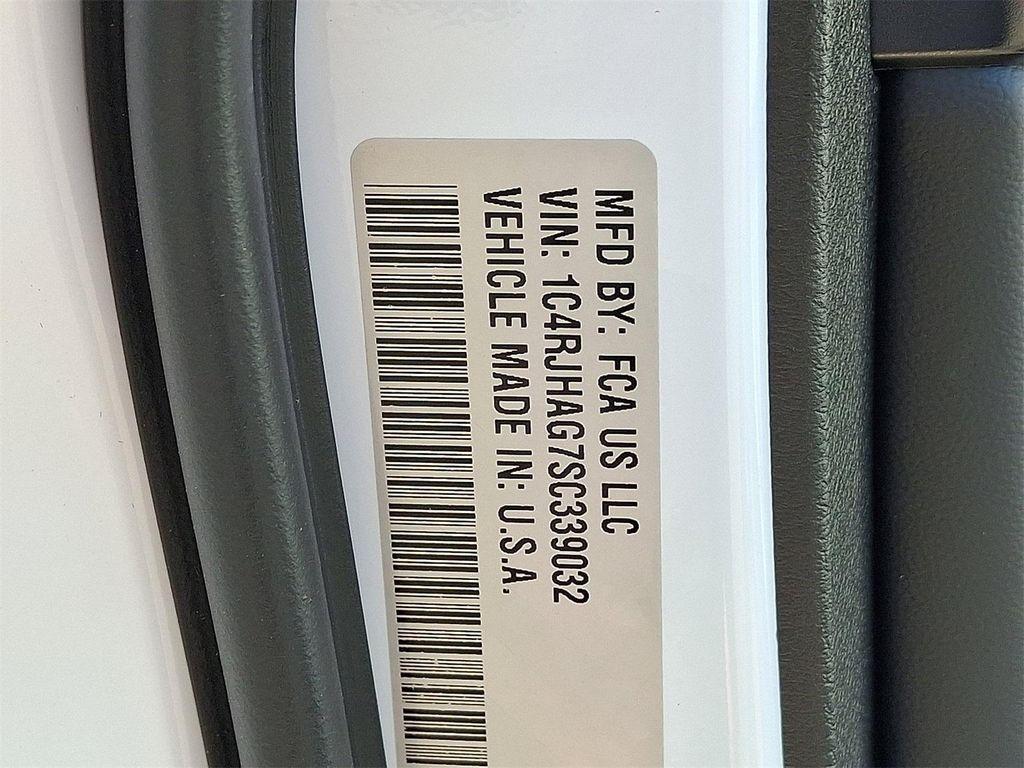 MFD BY: FCA US LLC
VIN: 1C4RJHAG7SC339032
VEHICLE MADE IN: U.S.A.